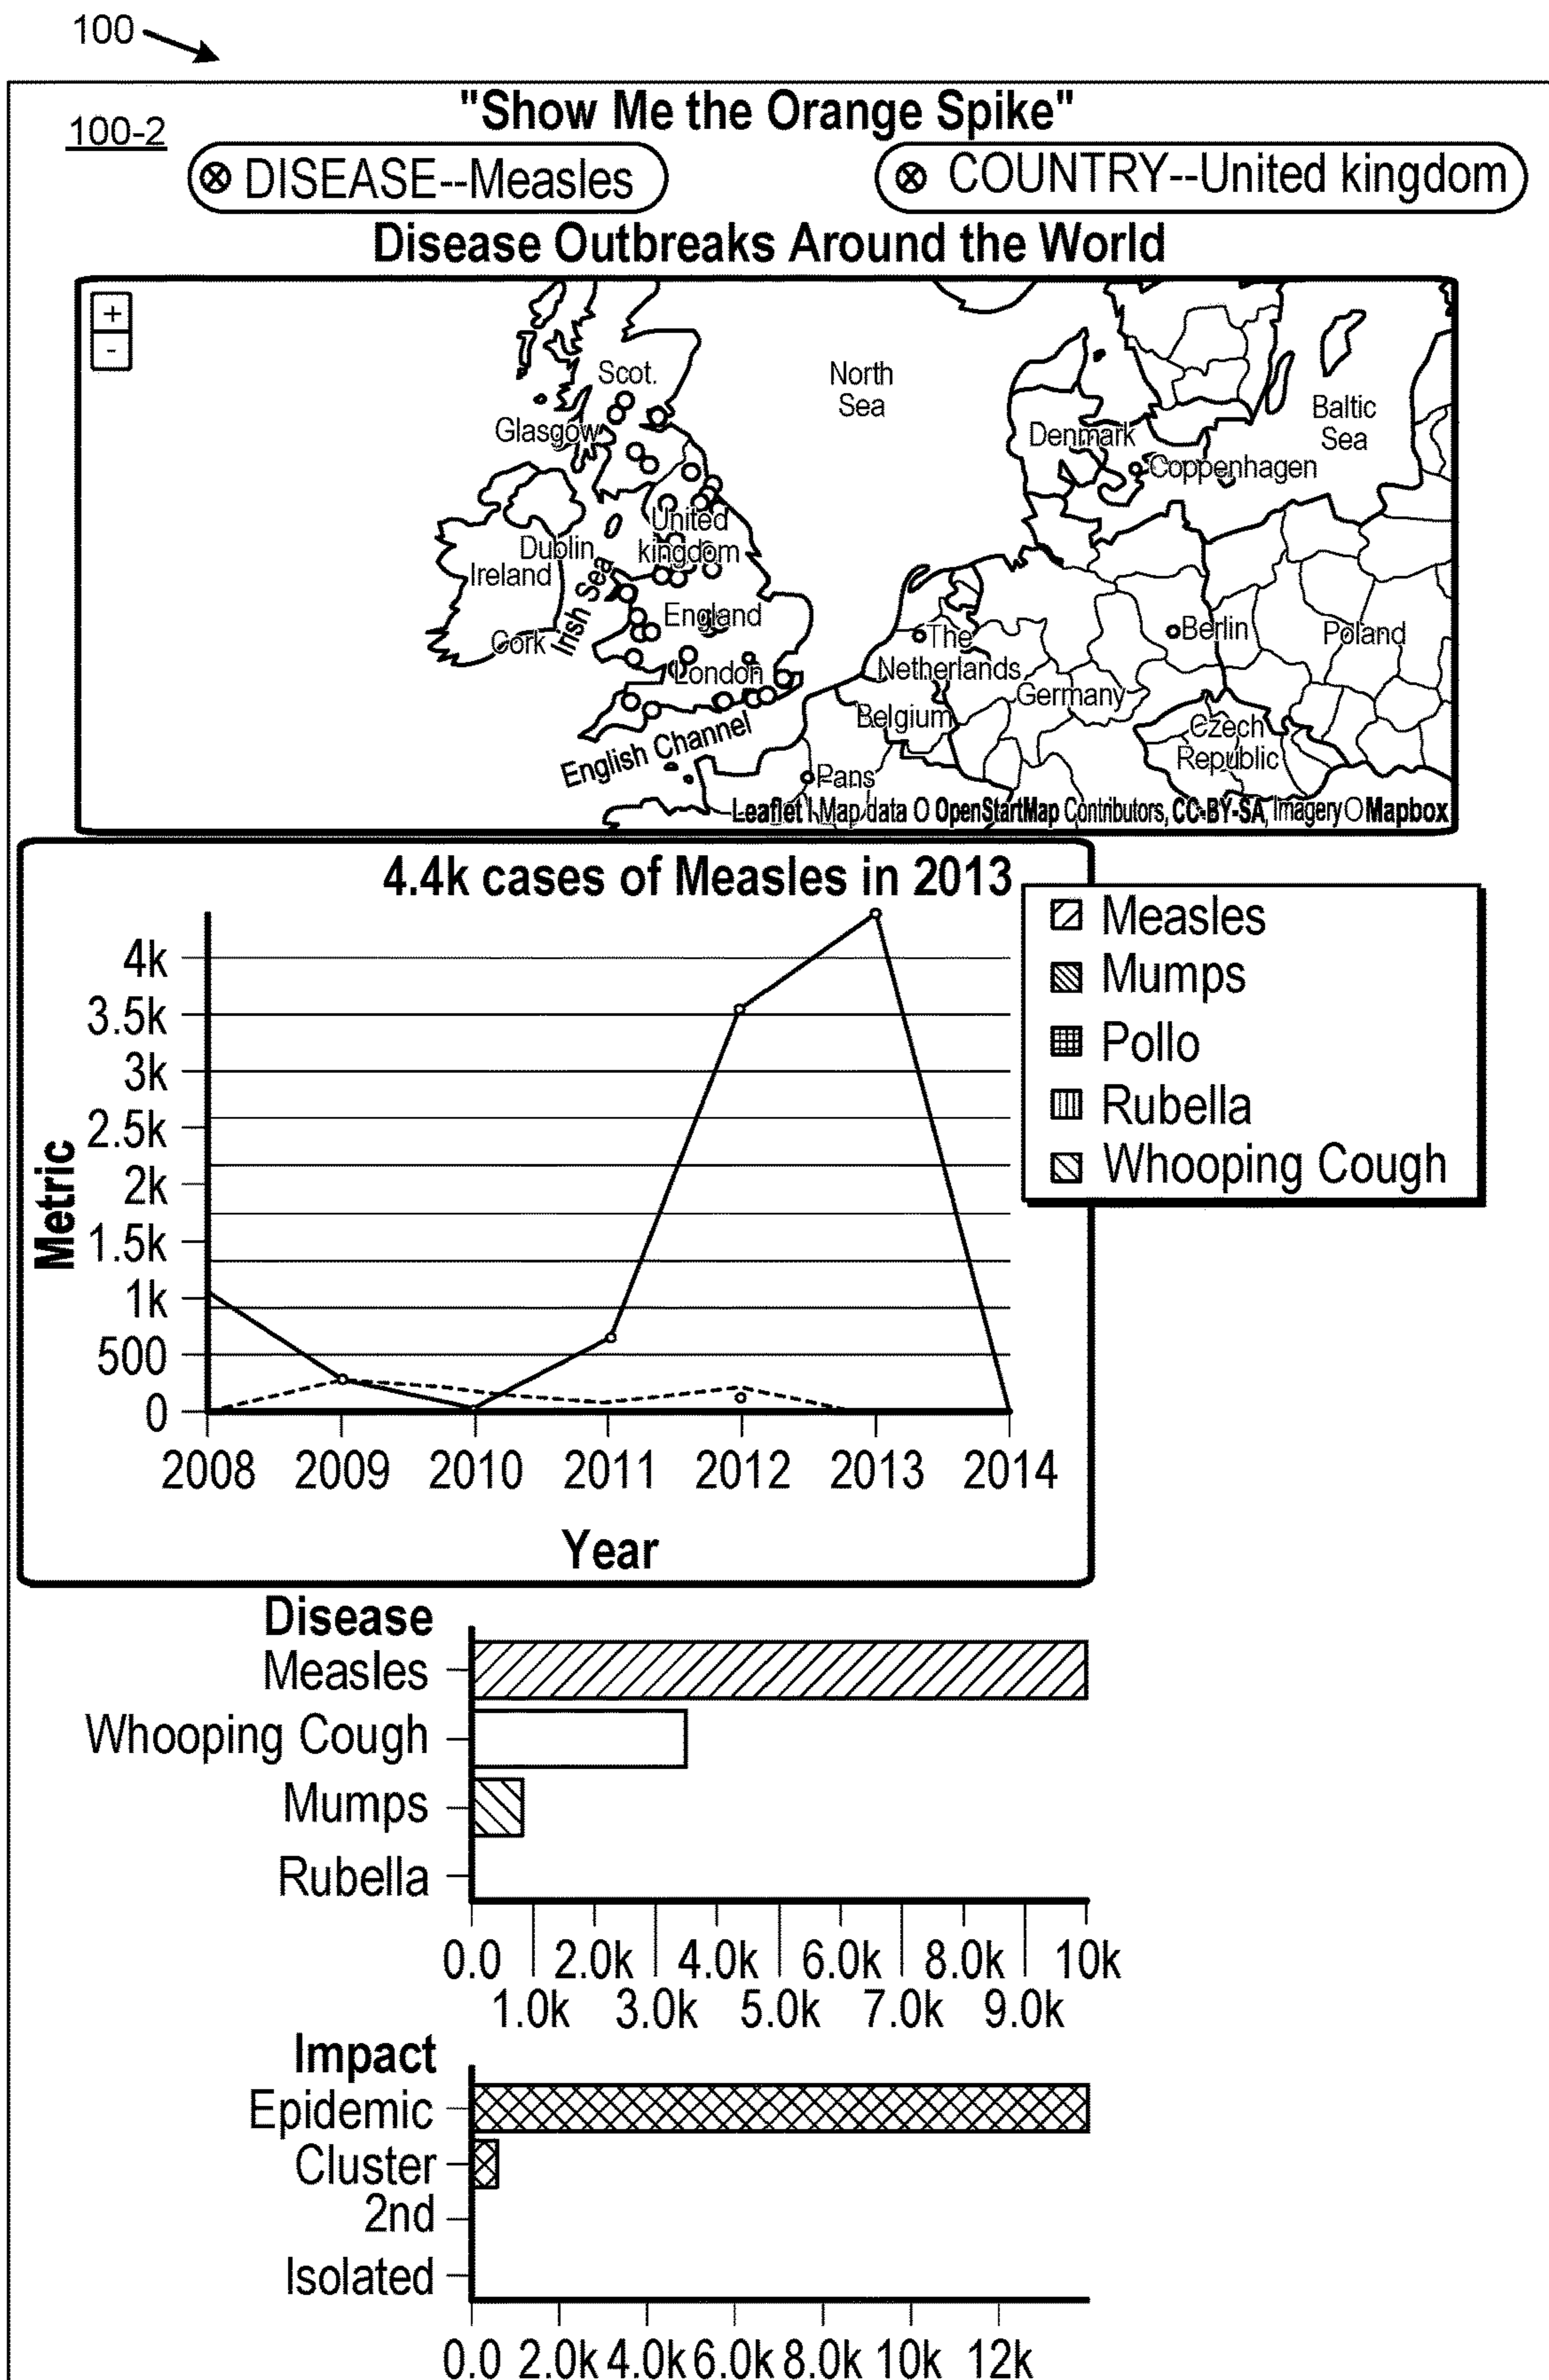 100
"Show Me the Orange Spike"
100-2
DISEASE--Measles
COUNTRY--United kingdom
Disease Outbreaks Around the World
+
-
Scot.
North
Sea
Baltic
Sea
Glasgow
Denmark
Coppenhagen
United
kingdom
Dublin
Ireland
Irish Sea
England
Cork
The
Netherlands
Berlin
Poland
London
Germany
Belgium
Czech
Republic
English Channel
Pans
Leaflet | Map data O OpenStartMap Contributors, CC-BY-SA, Imagery O Mapbox
4.4k cases of Measles in 2013
Measles
Mumps
Pollo
Rubella
Whooping Cough
Metric
4k
3.5k
3k
2.5k
2k
1.5k
1k
500
0
2008 2009 2010 2011 2012 2013 2014
Year
Disease
Measles
Whooping Cough
Mumps
Rubella
0.0 2.0k 4.0k 6.0k 8.0k 10k
1.0k 3.0k 5.0k 7.0k 9.0k
Impact
Epidemic
Cluster
2nd
Isolated
0.0 2.0k 4.0k 6.0k 8.0k 10k 12k